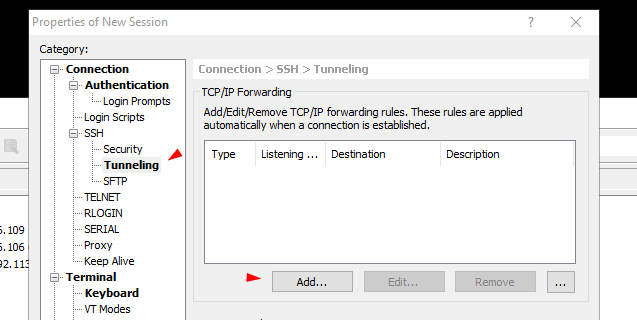 Properties of New Session
?
Category:
Connection
Authentication
Login Prompts
Login Scripts
SSH
Security
Tunneling
SFTP
TELNET
RLOGIN
SERIAL
Proxy
Keep Alive
Terminal
Keyboard
VT Modes
Connection > SSH > Tunneling
TCP/IP Forwarding
Add/Edit/Remove TCP/IP forwarding rules. These rules are applied
automatically when a connection is established.
Type Listening ... Destination Description
Add... Edit... Remove ...
.109
.106
92.113